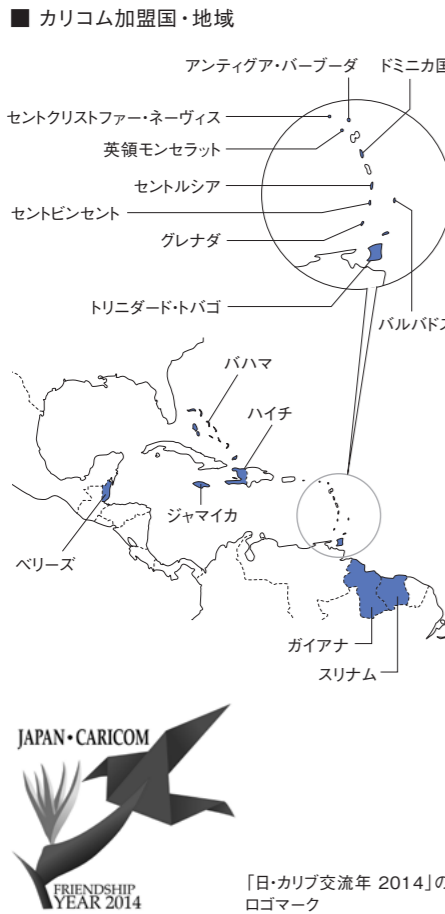 ■ カリコム加盟国・地域
アンティグア・バーブーダ
ドミニカ国
セントクリストファー・ネーヴィス
英領モンセラット
セントルシア
セントビンセント
グレナダ
トリニダード・トバゴ
バルバドス
バハマ
ハイチ
ジャマイカ
ベリーズ
ガイアナ
スリナム
JAPAN・CARICOM
FRIENDSHIP
YEAR 2014
「日・カリブ交流年 2014」の
ロゴマーク